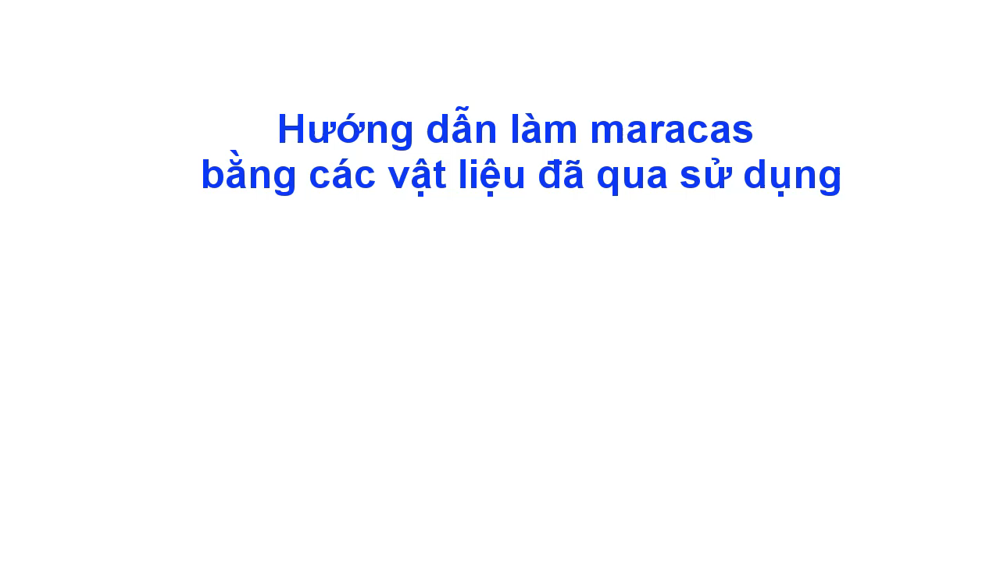 Hướng dẫn làm maracas
bằng các vật liệu đã qua sử dụng